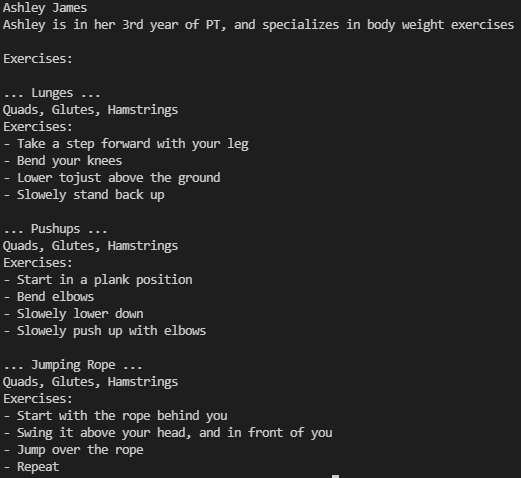 Ashley James
Ashley is in her 3rd year of PT, and specializes in body weight exercises
Exercises:
... Lunges ...
Quads, Glutes, Hamstrings
Exercises:
- Take a step forward with your leg
- Bend your knees
- Lower tojust above the ground
- Slowely stand back up
... Pushups ...
Quads, Glutes, Hamstrings
Exercises:
- Start in a plank position
- Bend elbows
- Slowely lower down
- Slowely push up with elbows
... Jumping Rope ...
Quads, Glutes, Hamstrings
Exercises:
- Start with the rope behind you
- Swing it above your head, and in front of you
- Jump over the rope
- Repeat